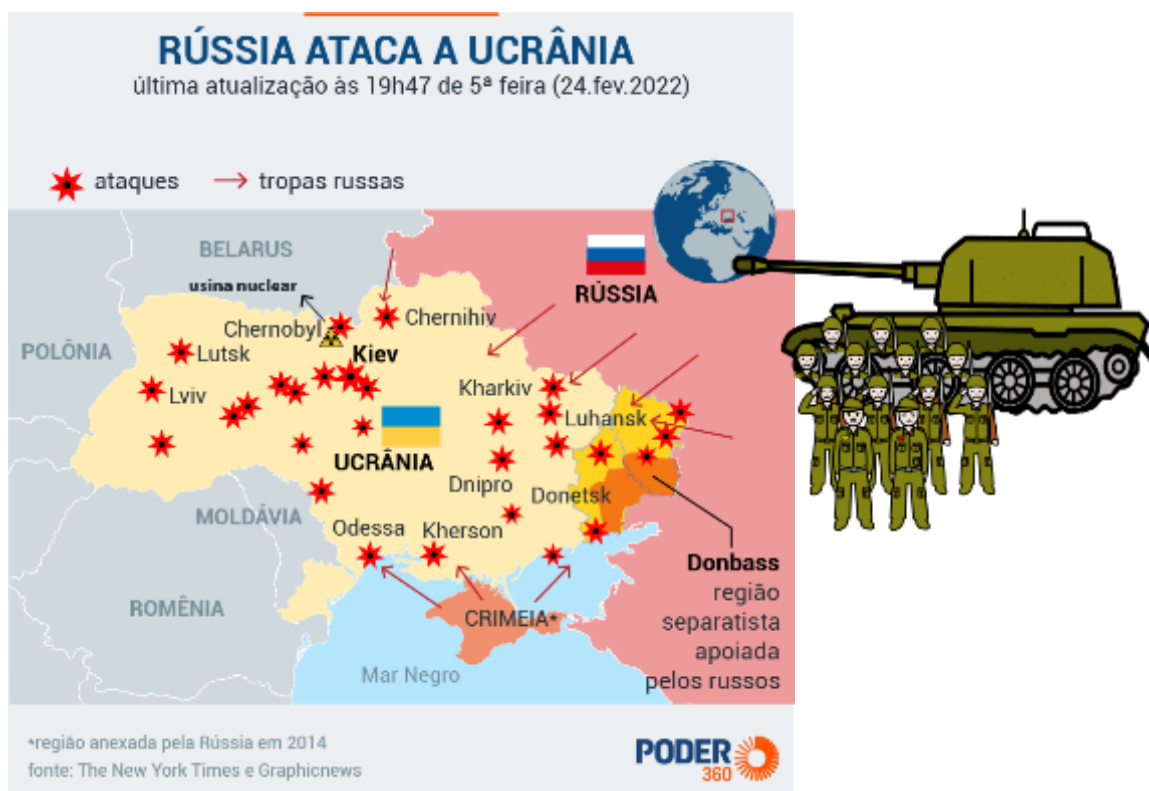 RÚSSIA ATACA A UCRÂNIA
última atualização às 19h47 de 5ª feira (24.fev.2022)
ataques
tropas russas
BELARUS
usina nuclear
RÚSSIA
Chernobyl
Chernihiv
POLÔNIA
Lutsk
Kiev
Lviv
Kharkiv
Luhansk
UCRÂNIA
Dnipro
Donetsk
MOLDÁVIA
Odessa
Kherson
Donbass
região
separatista
apoiada
pelos russos
ROMÊNIA
CRIMEIA*
Mar Negro
*região anexada pela Rússia em 2014
fonte: The New York Times e Graphicnews
PODER
360